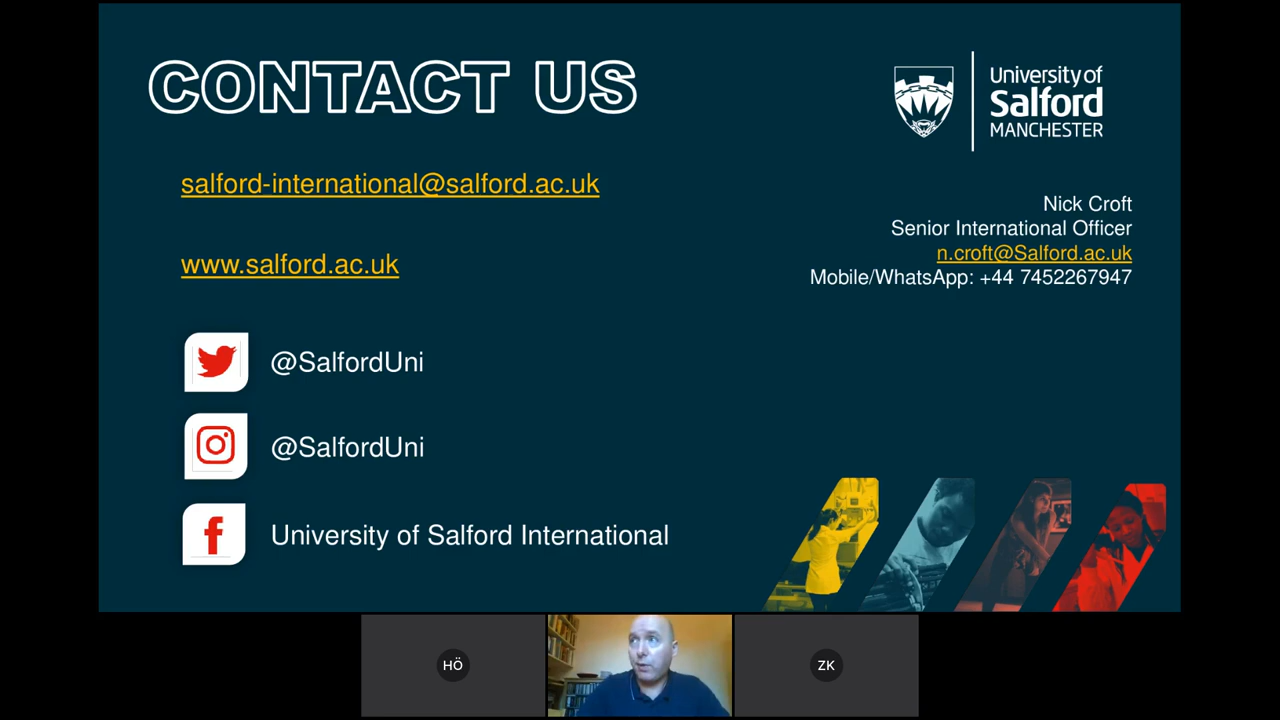 CONTACT US
University of
Salford
MANCHESTER
salford-international@salford.ac.uk
www.salford.ac.uk
Nick Croft
Senior International Officer
n.croft@Salford.ac.uk
Mobile/WhatsApp: +44 7452267947
@SalfordUni
@SalfordUni
University of Salford International
HÖ
ZK